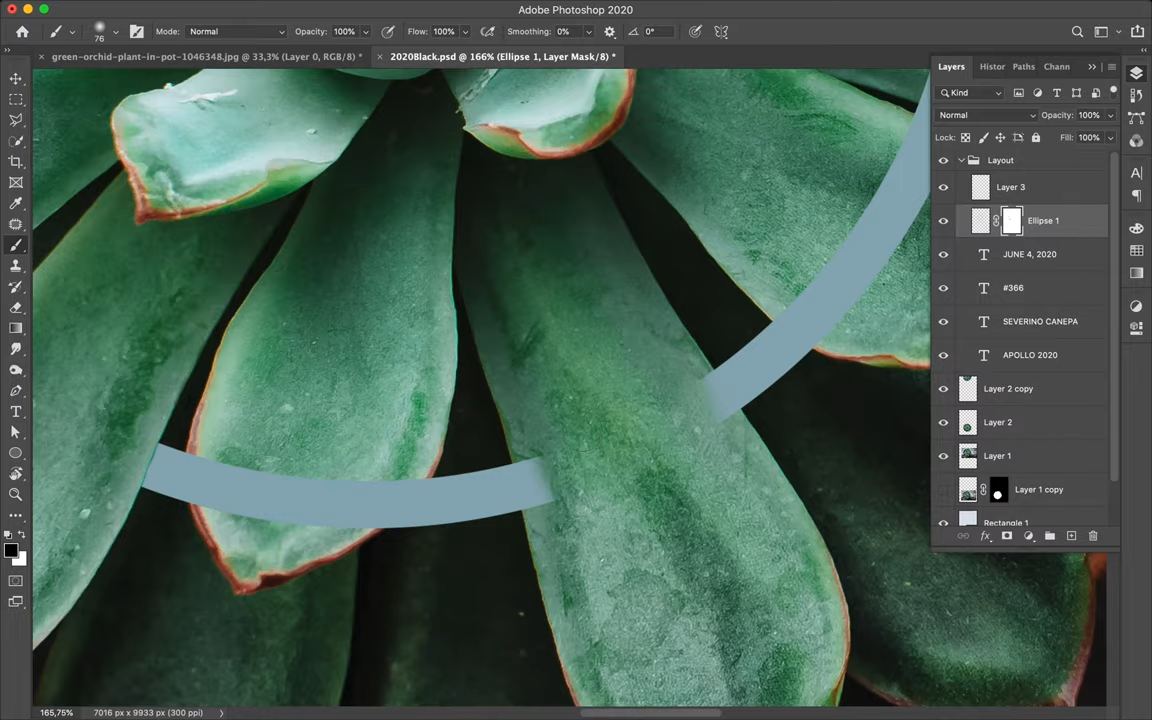 Adobe Photoshop 2020
76 Mode: Normal Opacity: 100% Flow: 100% Smoothing: 0% 0°
× green-orchid-plant-in-pot-1046348.jpg @ 33,3% (Layer 0, RGB/8) * × 2020Black.psd @ 166% (Ellipse 1, Layer Mask/8) *
Layers Histor Paths Chann
Kind
Normal Opacity: 100%
Lock: Fill: 100%
Layout
Layer 3
Ellipse 1
JUNE 4, 2020
#366
SEVERINO CANEPA
APOLLO 2020
Layer 2 copy
Layer 2
Layer 1
Layer 1 copy
Rectangle 1
165,75% 7016 px x 9933 px (300 ppi)